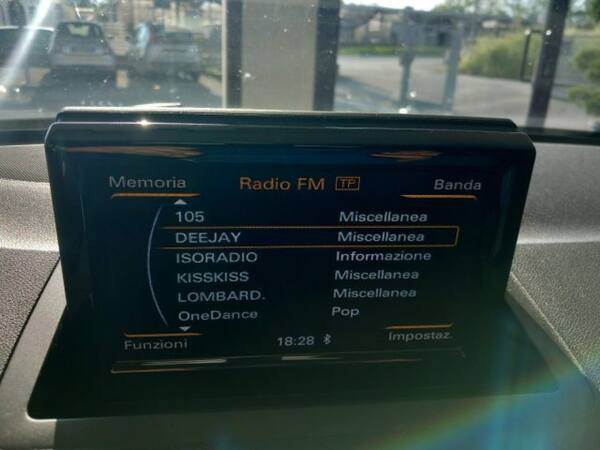 Memoria Radio FM TP Banda
105 Miscellanea
DEEJAY Miscellanea
ISORADIO Informazione
KISSKISS Miscellanea
LOMBARD. Miscellanea
OneDance Pop
Funzioni 18:28 Impostaz.